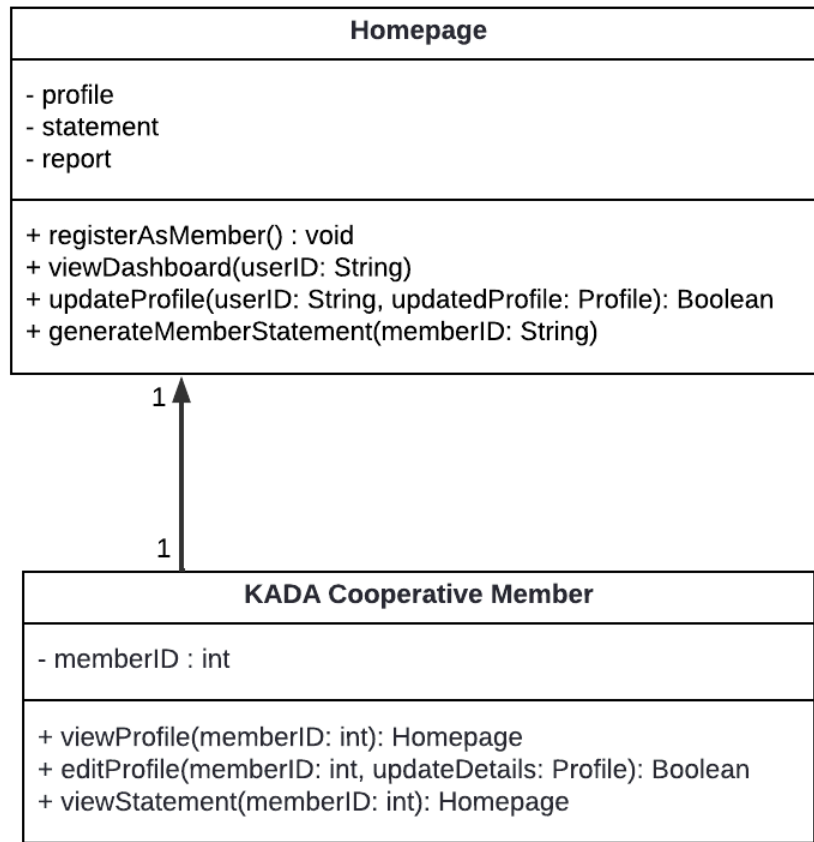 Homepage
- profile
- statement
- report
+ registerAsMember() : void
+ viewDashboard(userID: String)
+ updateProfile(userID: String, updatedProfile: Profile): Boolean
+ generateMemberStatement(memberID: String)
1
1
KADA Cooperative Member
- memberID : int
+ viewProfile(memberID: int): Homepage
+ editProfile(memberID: int, updateDetails: Profile): Boolean
+ viewStatement(memberID: int): Homepage